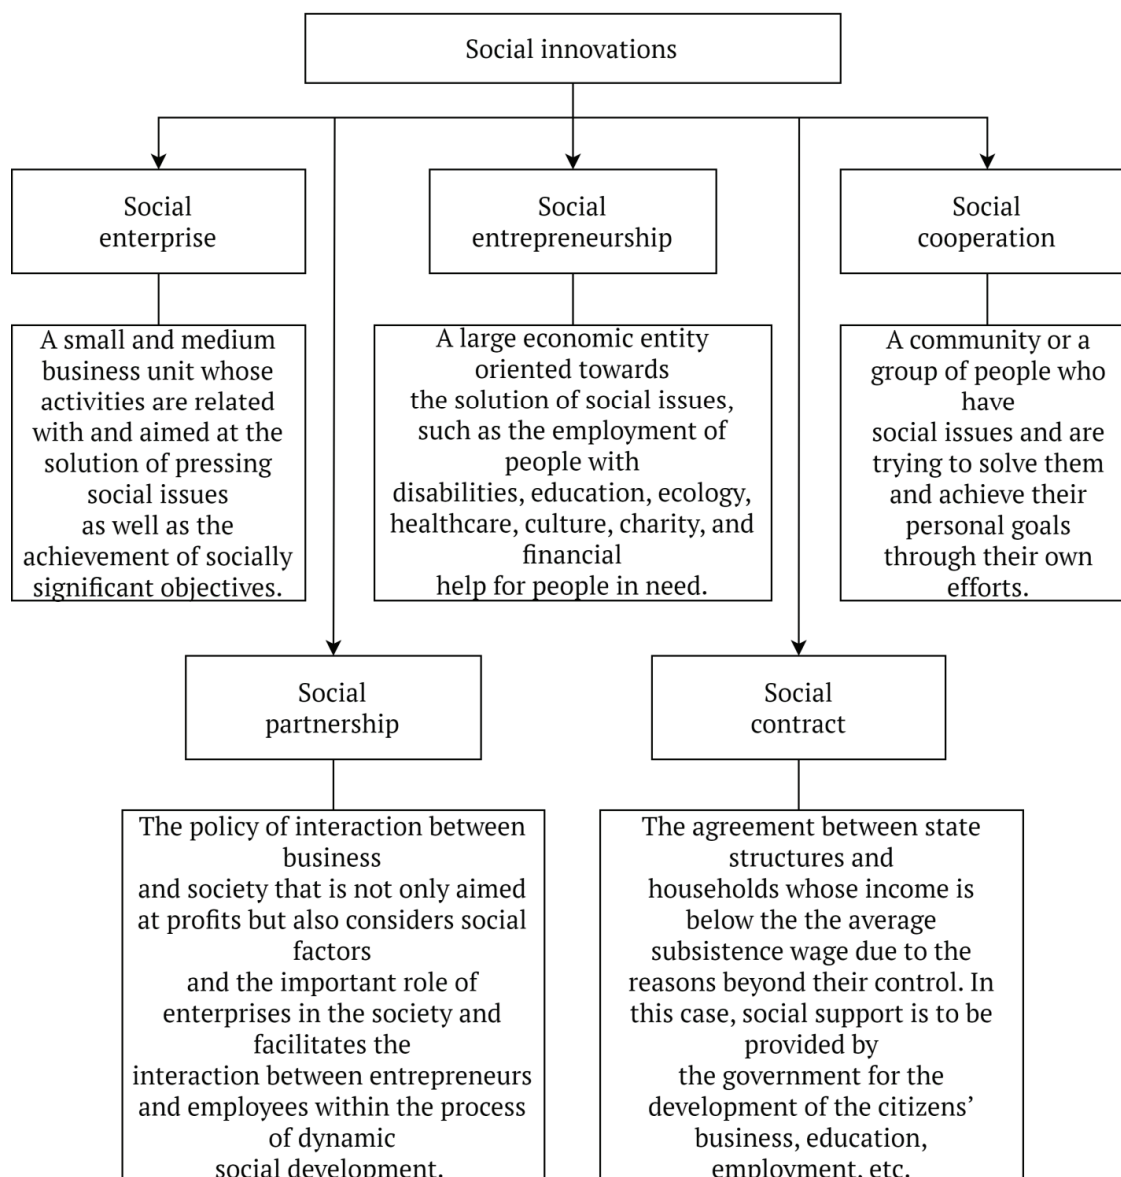 Social innovations
Social
enterprise
Social
entrepreneurship
Social
cooperation
A small and medium
business unit whose
activities are related
with and aimed at the
solution of pressing
social issues
as well as the
achievement of socially
significant objectives.
A large economic entity
oriented towards
the solution of social issues,
such as the employment of
people with
disabilities, education, ecology,
healthcare, culture, charity, and
financial
help for people in need.
A community or a
group of people who
have
social issues and are
trying to solve them
and achieve their
personal goals
through their own
efforts.
Social
partnership
Social
contract
The policy of interaction between
business
and society that is not only aimed
at profits but also considers social
factors
and the important role of
enterprises in the society and
facilitates the
interaction between entrepreneurs
and employees within the process
of dynamic
social development.
The agreement between state
structures and
households whose income is
below the the average
subsistence wage due to the
reasons beyond their control. In
this case, social support is to be
provided by
the government for the
development of the citizens’
business, education,
employment, etc.